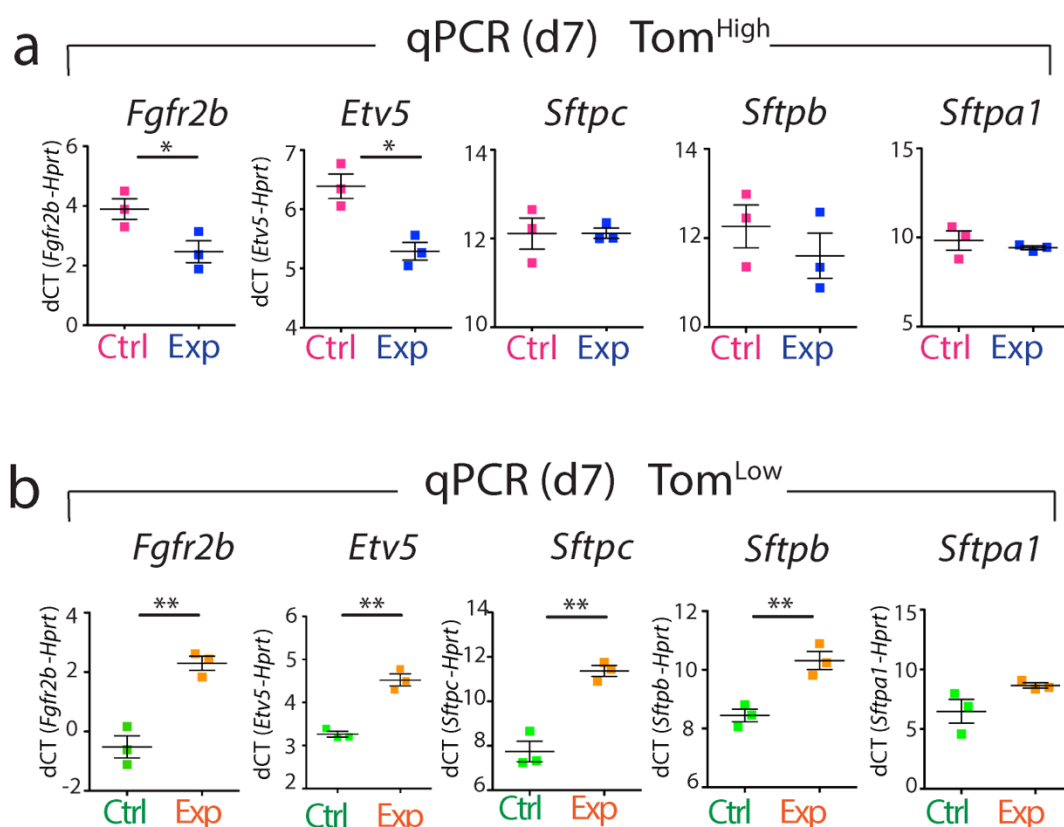 a
qPCR (d7) Tom^High
Fgfr2b
Etv5
Sftpc
Sftpb
Sftpa1
dCT (Fgfr2b-Hprt)
6
4
2
0
*
Ctrl Exp
dCT (Etv5-Hprt)
7
6
5
4
*
Ctrl Exp
14
12
10
Ctrl Exp
14
12
10
Ctrl Exp
15
10
5
Ctrl Exp
b
qPCR (d7) Tom^Low
Fgfr2b
Etv5
Sftpc
Sftpb
Sftpa1
dCT (Fgfr2b-Hprt)
4
2
0
-2
**
Ctrl Exp
dCT (Etv5-Hprt)
6
5
4
3
2
**
Ctrl Exp
dCT (Sftpc-Hprt)
14
12
10
8
6
**
Ctrl Exp
dCT (Sftpb-Hprt)
12
10
8
6
**
Ctrl Exp
dCT (Sftpa1-Hprt)
15
10
5
0
Ctrl Exp